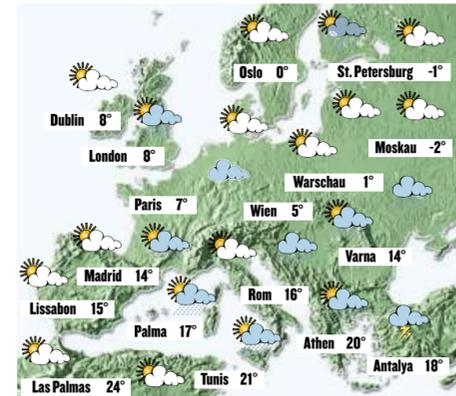 Oslo 0°
St. Petersburg -1°
Dublin 8°
London 8°
Moskau -2°
Warschau 1°
Paris 7°
Wien 5°
Varna 14°
Madrid 14°
Lissabon 15°
Rom 16°
Palma 17°
Athen 20°
Antalya 18°
Las Palmas 24°
Tunis 21°